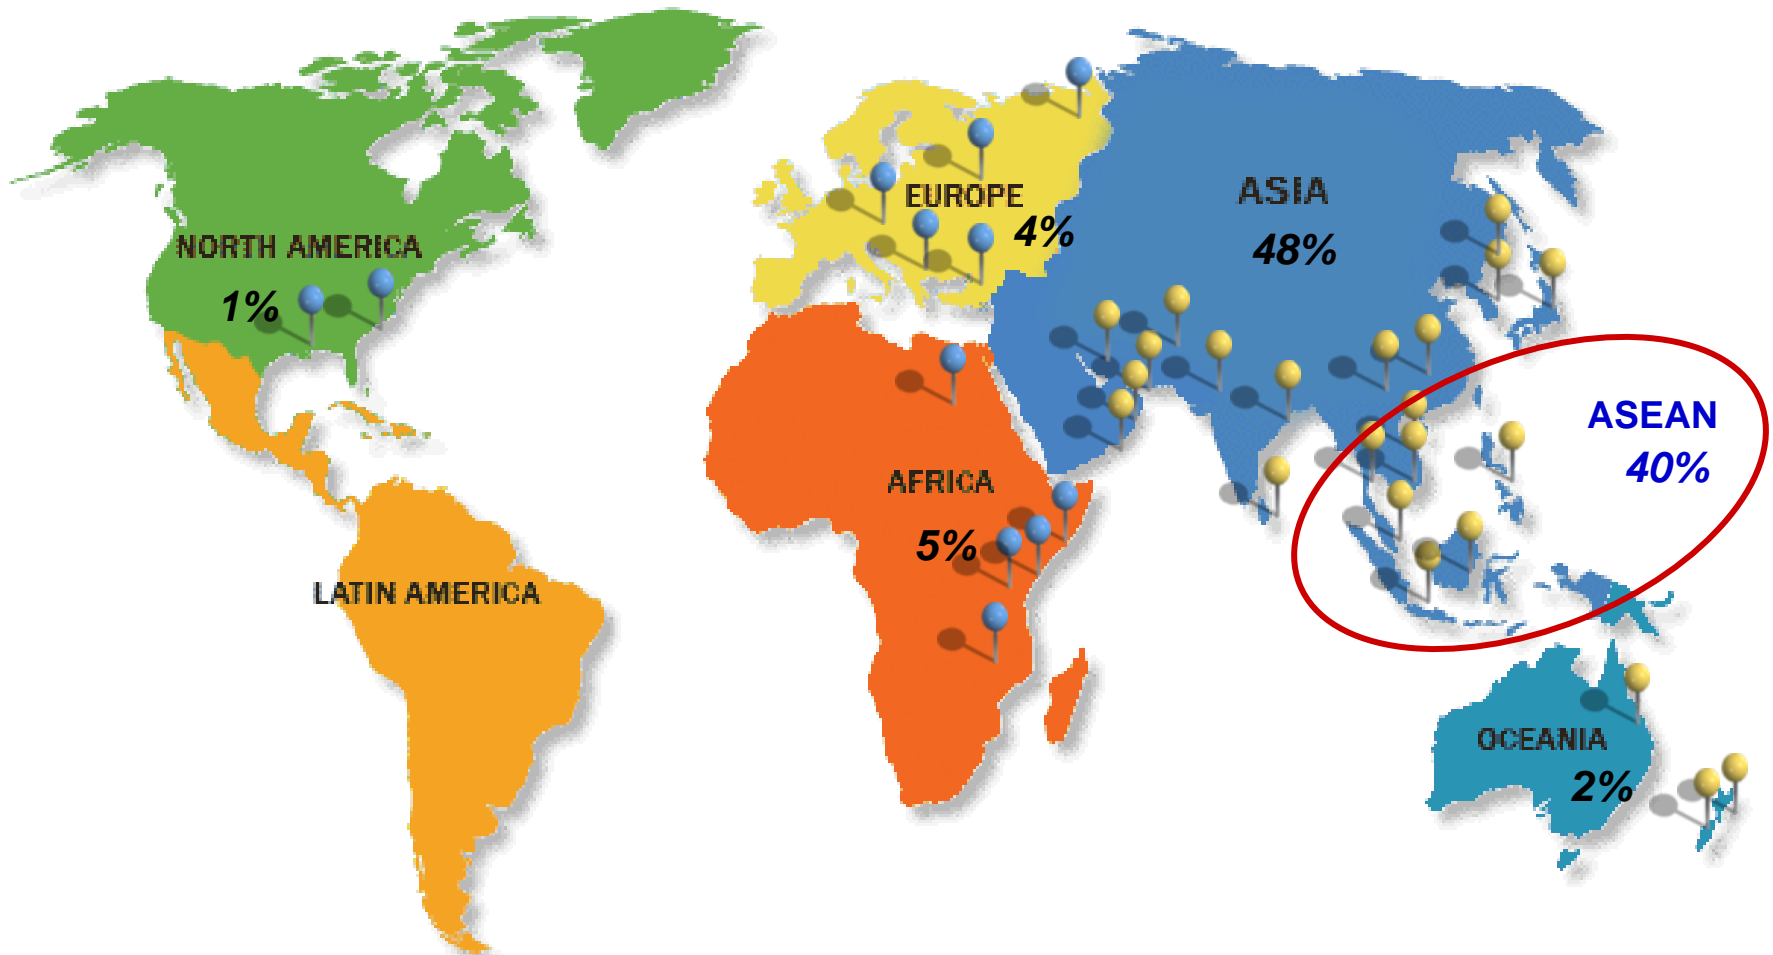 NORTH AMERICA
1%
LATIN AMERICA
EUROPE
4%
AFRICA
5%
ASIA
48%
ASEAN
40%
OCEANIA
2%